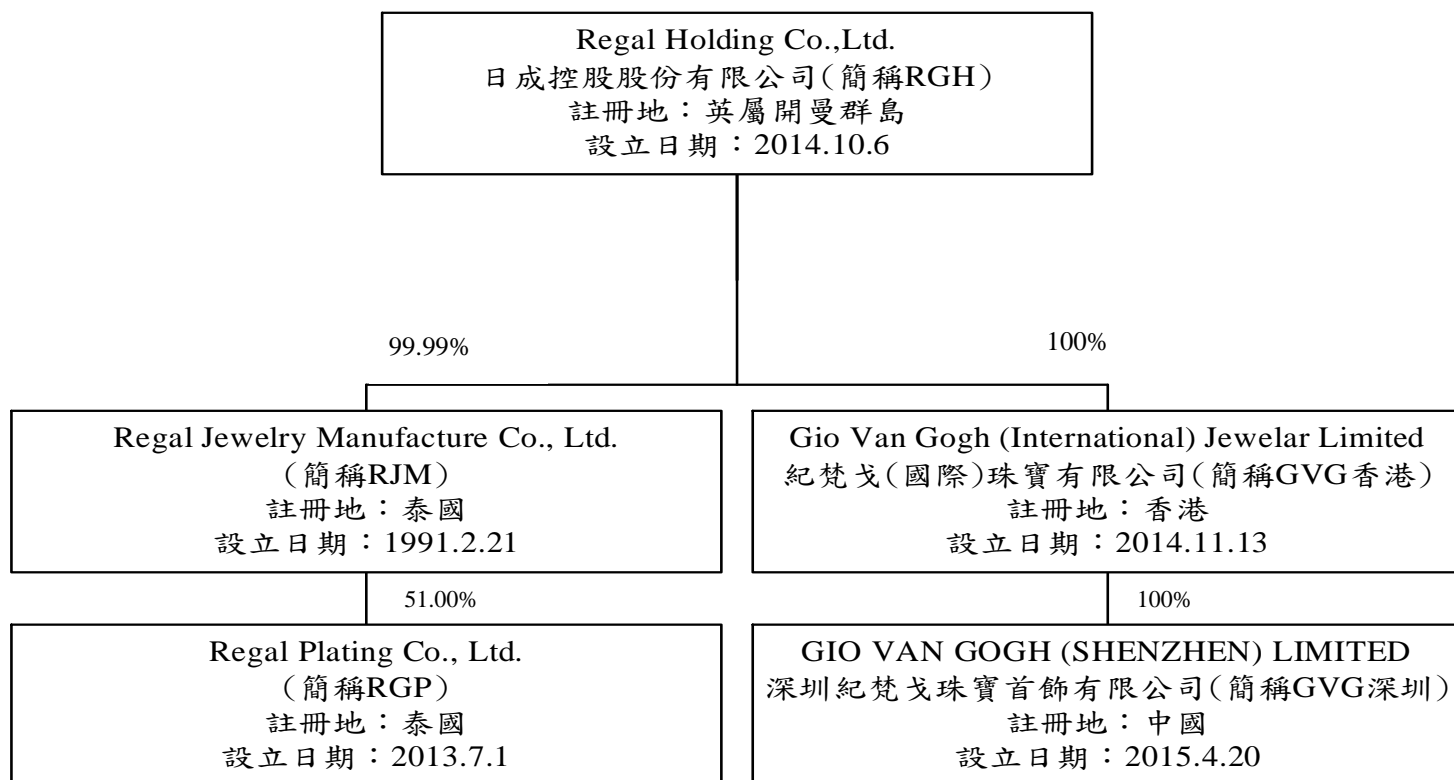 Regal Holding Co.,Ltd.
日成控股股份有限公司(簡稱RGH)
註冊地：英屬開曼群島
設立日期：2014.10.6
99.99%
100%
Regal Jewelry Manufacture Co., Ltd.
(簡稱RJM)
註冊地：泰國
設立日期：1991.2.21
Gio Van Gogh (International) Jewelar Limited
紀梵戈(國際)珠寶有限公司(簡稱GVG香港)
註冊地：香港
設立日期：2014.11.13
51.00%
100%
Regal Plating Co., Ltd.
(簡稱RGP)
註冊地：泰國
設立日期：2013.7.1
GIO VAN GOGH (SHENZHEN) LIMITED
深圳紀梵戈珠寶首飾有限公司(簡稱GVG深圳)
註冊地：中國
設立日期：2015.4.20